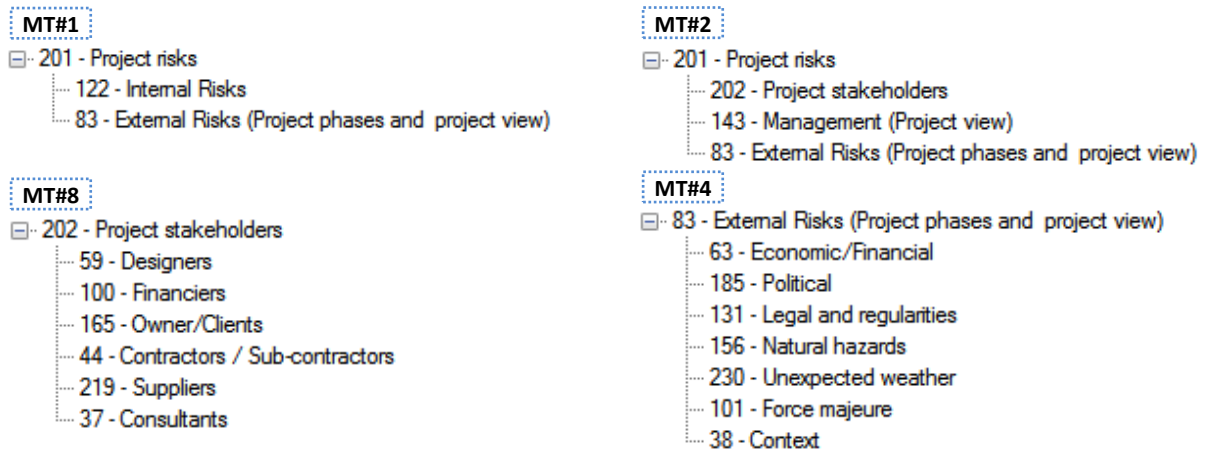 MT#1
201 - Project risks
122 - Internal Risks
83 - External Risks (Project phases and project view)
MT#2
201 - Project risks
202 - Project stakeholders
143 - Management (Project view)
83 - External Risks (Project phases and project view)
MT#8
202 - Project stakeholders
59 - Designers
100 - Financiers
165 - Owner/Clients
44 - Contractors / Sub-contractors
219 - Suppliers
37 - Consultants
MT#4
83 - External Risks (Project phases and project view)
63 - Economic/Financial
185 - Political
131 - Legal and regularities
156 - Natural hazards
230 - Unexpected weather
101 - Force majeure
38 - Context